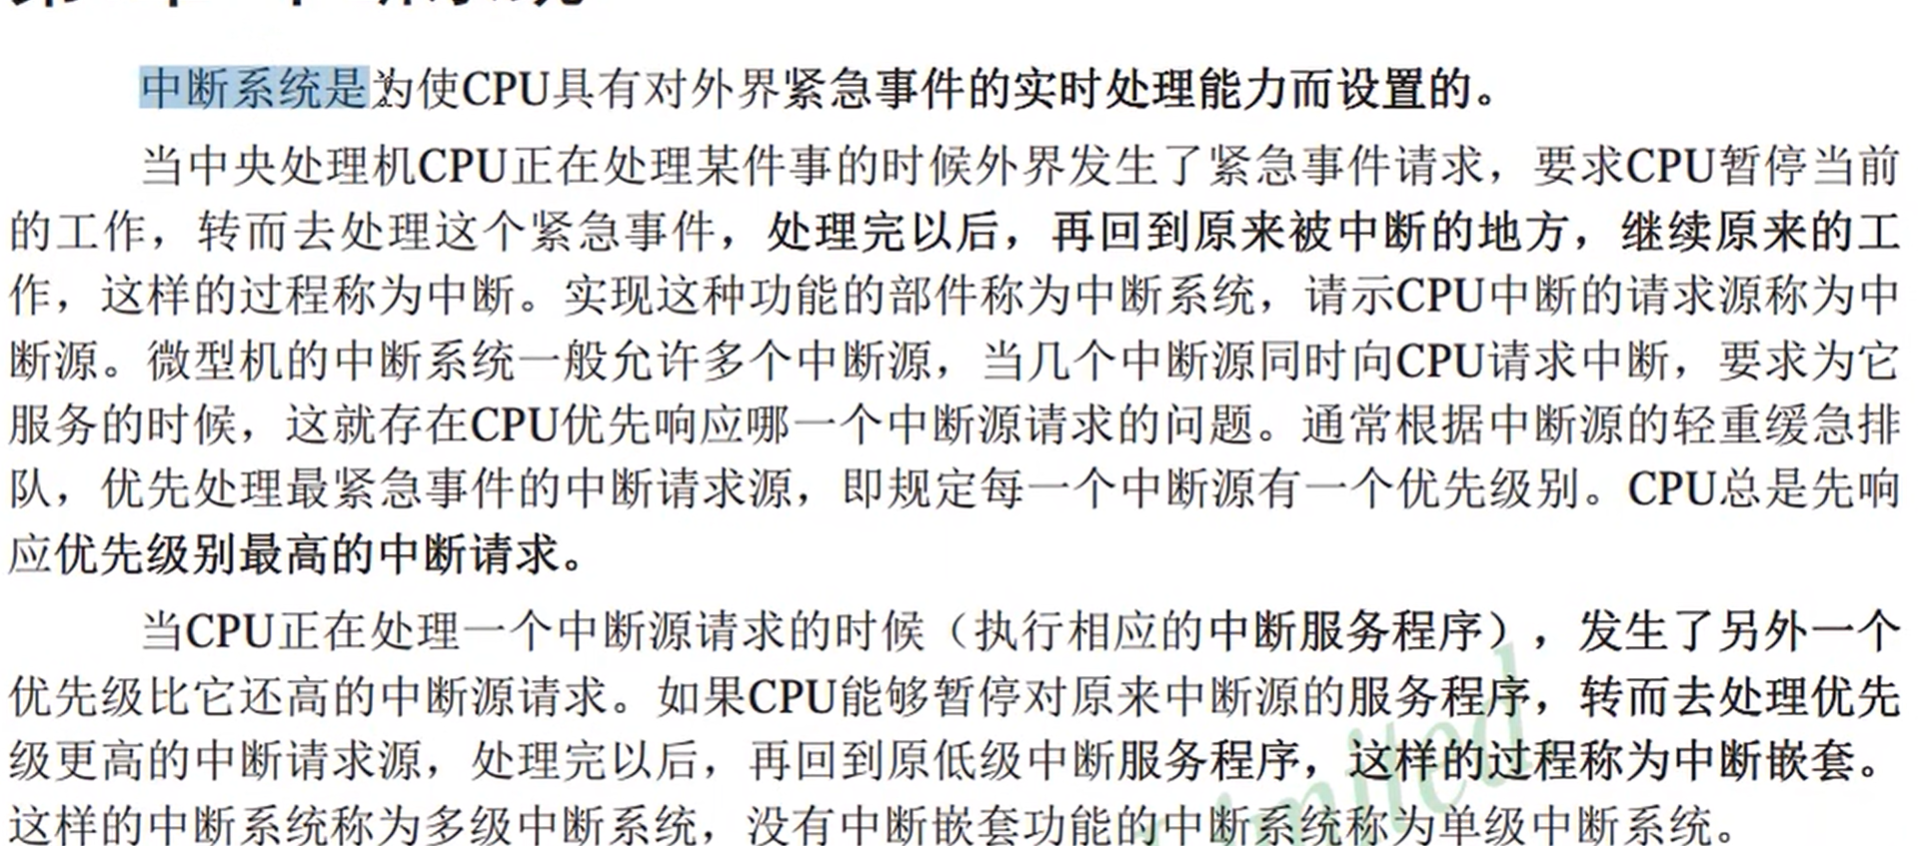 中断系统是为使CPU具有对外界紧急事件的实时处理能力而设置的。
当中央处理机CPU正在处理某件事的时候外界发生了紧急事件请求，要求CPU暂停当前
的工作，转而去处理这个紧急事件，处理完以后，再回到原来被中断的地方，继续原来的工
作，这样的过程称为中断。实现这种功能的部件称为中断系统，请示CPU中断的请求源称为中
断源。微型机的中断系统一般允许多个中断源，当几个中断源同时向CPU请求中断，要求为它
服务的时候，这就存在CPU优先响应哪一个中断源请求的问题。通常根据中断源的轻重缓急排
队，优先处理最紧急事件的中断请求源，即规定每一个中断源有一个优先级别。CPU总是先响
应优先级别最高的中断请求。
当CPU正在处理一个中断源请求的时候（执行相应的中断服务程序），发生了另外一个
优先级比它还高的中断源请求。如果CPU能够暂停对原来中断源的服务程序，转而去处理优先
级更高的中断请求源，处理完以后，再回到原低级中断服务程序，这样的过程称为中断嵌套。
这样的中断系统称为多级中断系统，没有中断嵌套功能的中断系统称为单级中断系统。